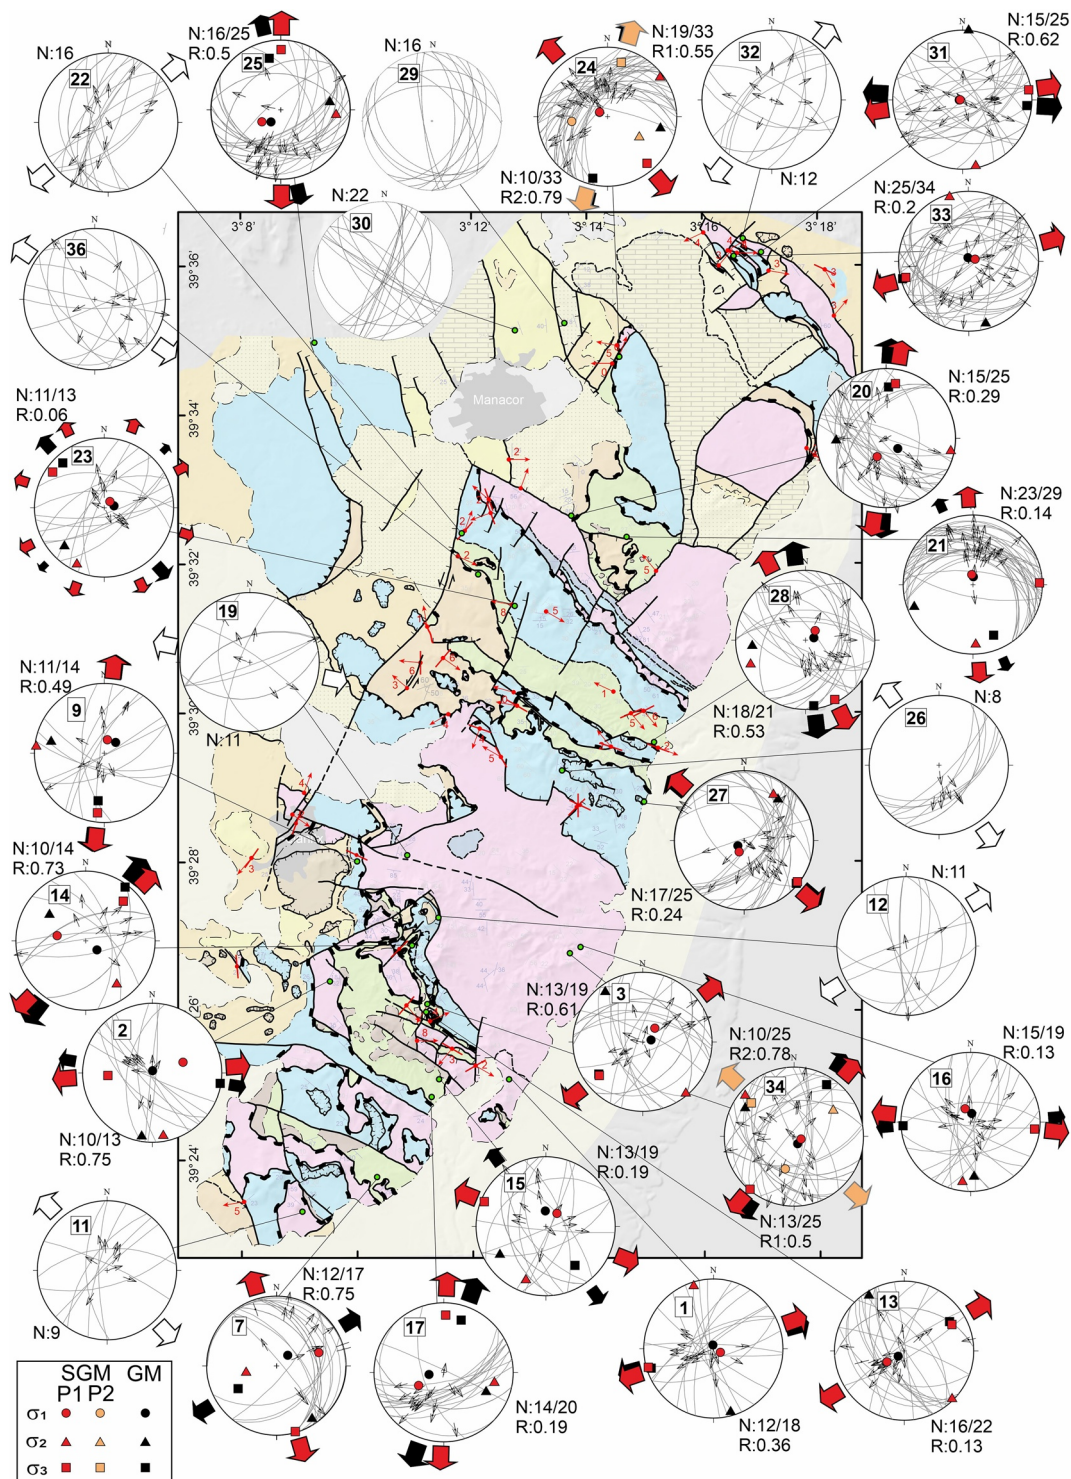 N:16
N
22
N:16/25
R:0.5
N
25
N:16
N
29
N:19/33
R1:0.55
N
24
N:10/33
R2:0.79
N
32
N:12
N:15/25
R:0.62
N
31
N:25/34
R:0.2
N
33
N:22
N
30
N
36
3°8'
3°12'
3°14'
3°16'
3°18'
39°36'
39°34'
39°32'
39°30'
39°28'
39°26'
39°24'
Manacor
N:11/13
R:0.06
N
23
N:15/25
R:0.29
N
20
N:23/29
R:0.14
N
21
N
28
N:18/21
R:0.53
N
19
N:11
N:11/14
R:0.49
N
9
N:8
N
26
N
27
N:17/25
R:0.24
N:10/14
R:0.73
N
14
N:11
N
12
N
2
N:10/13
R:0.75
N:13/19
R:0.61
N
3
N:10/25
R2:0.78
N
34
N:13/25
R1:0.5
N:15/19
R:0.13
N
16
N
11
N:9
N:13/19
R:0.19
N
15
N:12/17
R:0.75
N
7
N
17
N:14/20
R:0.19
N
1
N:12/18
R:0.36
N
13
N:16/22
R:0.13
SGM GM
P1 P2
σ1
σ2
σ3